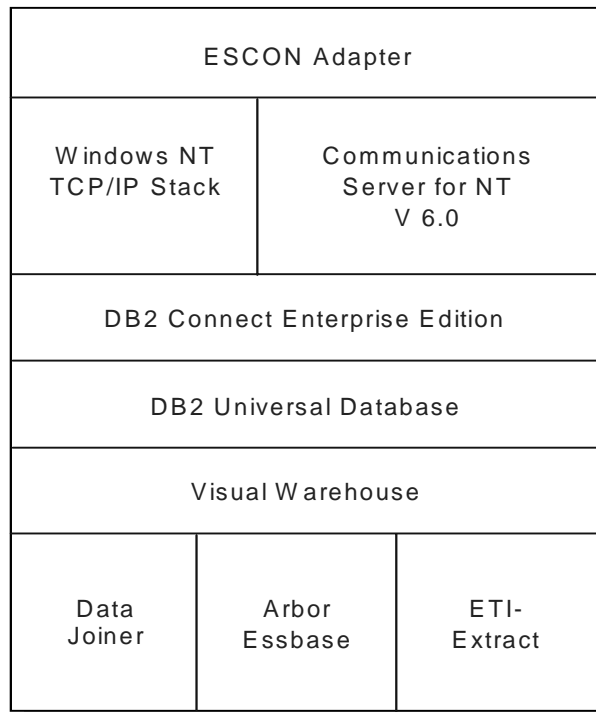 ESCON Adapter
Windows NT
TCP/IP Stack
Communications
Server for NT
V 6.0
DB2 Connect Enterprise Edition
DB2 Universal Database
Visual Warehouse
Data
Joiner
Arbor
Essbase
ETI-
Extract